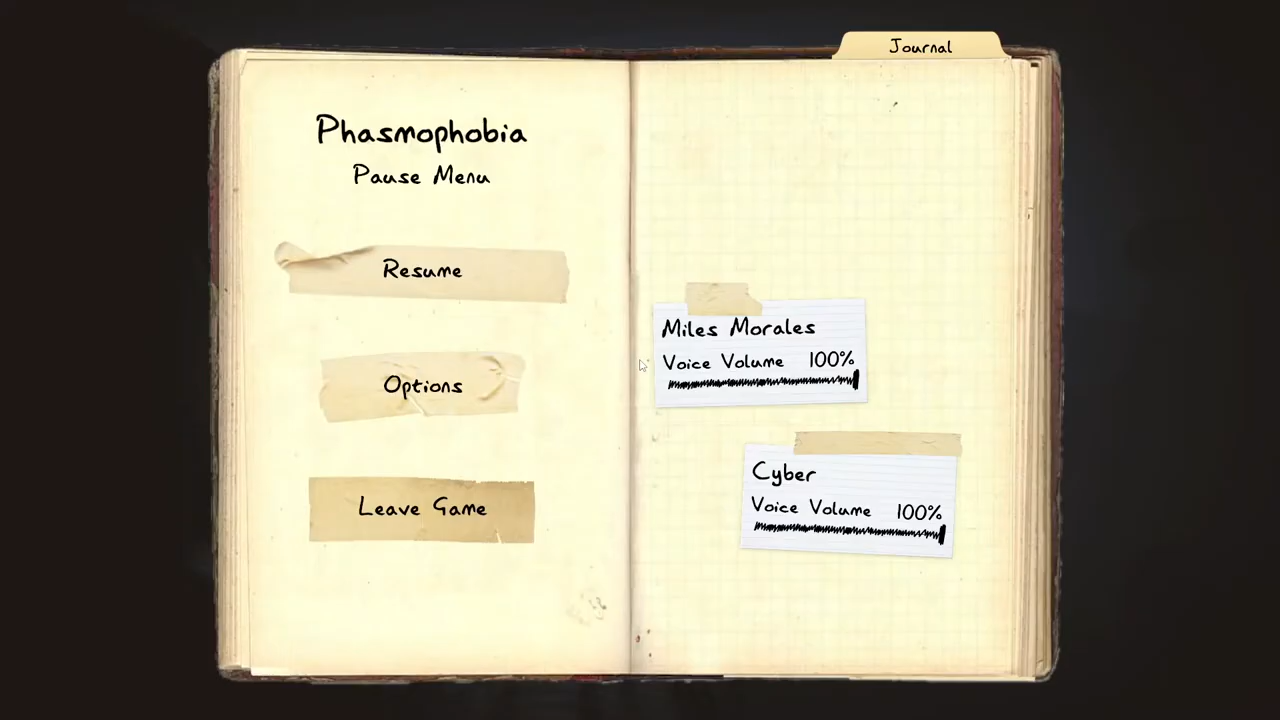 Journal
Phasmophobia
Pause Menu
Resume
Options
Leave Game
Miles Morales
Voice Volume 100%
Cyber
Voice Volume 100%